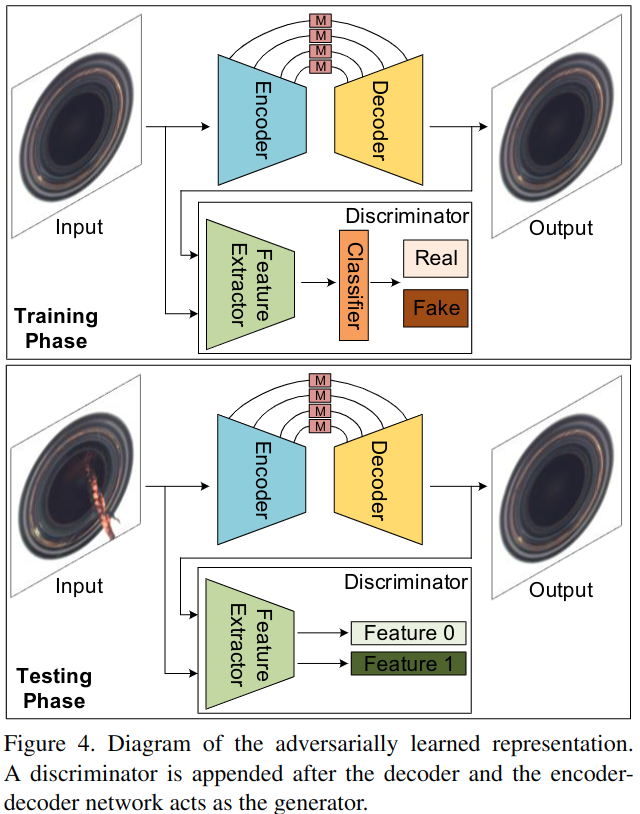 M
M
M
M
Encoder
Decoder
Input
Output
Discriminator
Feature
Extractor
Classifier
Real
Fake
Training
Phase
M
M
M
M
Encoder
Decoder
Input
Output
Discriminator
Feature
Extractor
Feature 0
Feature 1
Testing
Phase
Figure 4. Diagram of the adversarially learned representation.
A discriminator is appended after the decoder and the encoder-
decoder network acts as the generator.